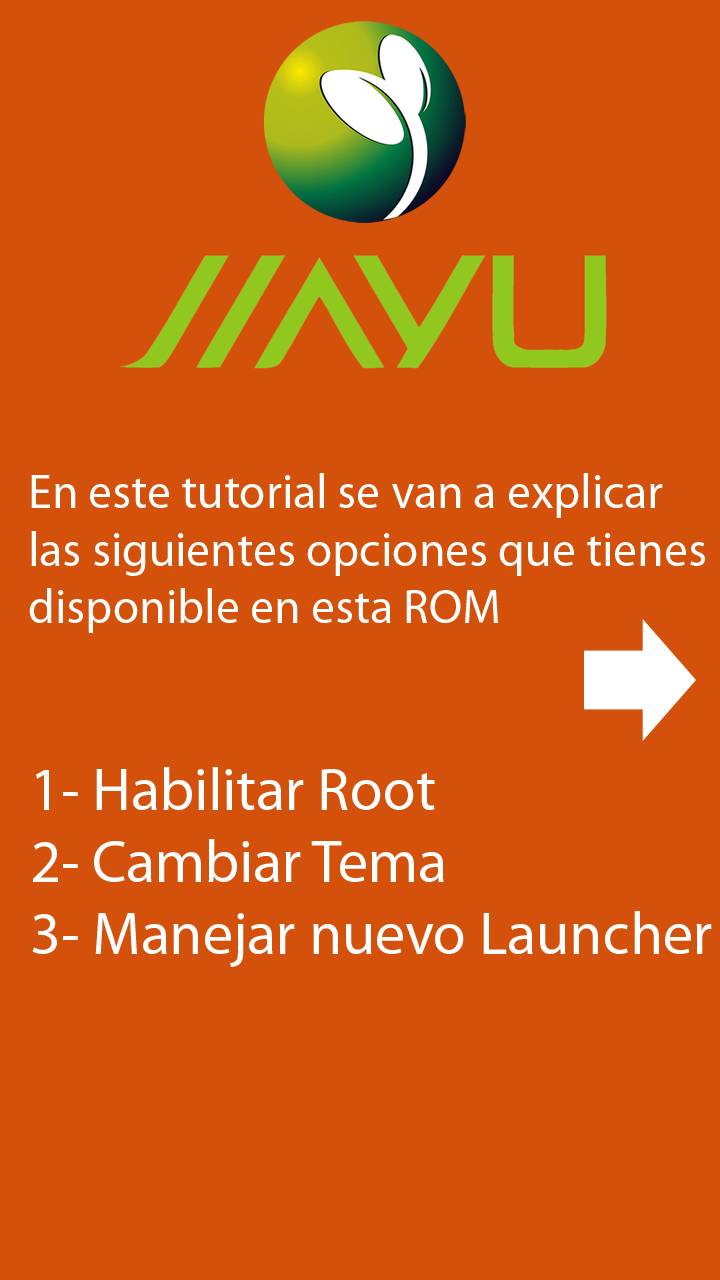 JIAYU
En este tutorial se van a explicar
las siguientes opciones que tienes
disponible en esta ROM
1- Habilitar Root
2- Cambiar Tema
3- Manejar nuevo Launcher